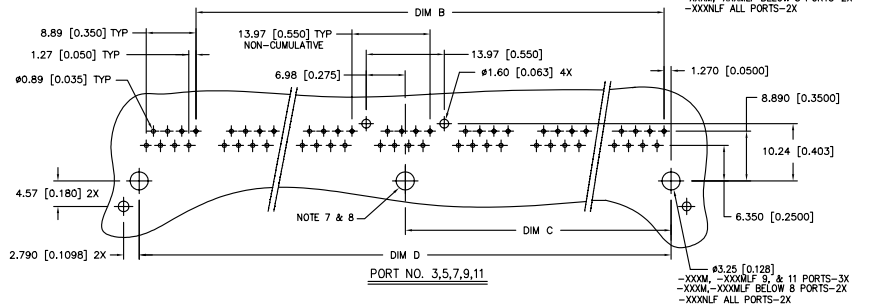 -XXXNLF ALL PORTS-2X
DIM B
8.89 [0.350] TYP
13.97 [0.550] TYP
NON-CUMULATIVE
13.97 [0.550]
1.27 [0.050] TYP
6.98 [0.275]
ø1.60 [0.063] 4X
1.270 [0.0500]
ø0.89 [0.035] TYP
8.890 [0.3500]
10.24 [0.403]
4.57 [0.180] 2X
NOTE 7 & 8
6.350 [0.2500]
DIM C
2.790 [0.1098] 2X
DIM D
PORT NO. 3,5,7,9,11
ø3.25 [0.128]
-XXXM, -XXXMLF 9, & 11 PORTS-3X
-XXXM,-XXXMLF BELOW 8 PORTS-2X
-XXXNLF ALL PORTS-2X